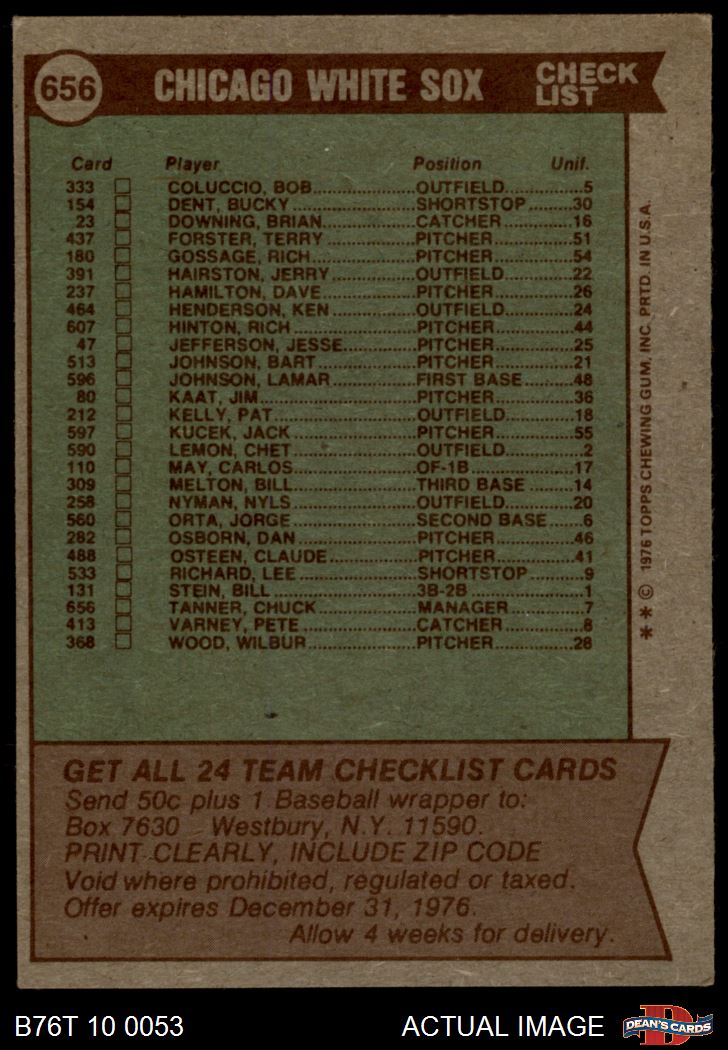 656 CHICAGO WHITE SOX CHECK LIST
Card Player Position Unif.
333 COLUCCIO, BOB OUTFIELD 5
154 DENT, BUCKY SHORTSTOP 30
23 DOWNING, BRIAN CATCHER 16
437 FORSTER, TERRY PITCHER 51
180 GOSSAGE, RICH PITCHER 54
391 HAIRSTON, JERRY OUTFIELD 22
237 HAMILTON, DAVE PITCHER 26
464 HENDERSON, KEN OUTFIELD 24
607 HINTON, RICH PITCHER 44
47 JEFFERSON, JESSE PITCHER 25
513 JOHNSON, BART PITCHER 21
596 JOHNSON, LAMAR FIRST BASE 48
80 KAAT, JIM PITCHER 36
212 KELLY, PAT OUTFIELD 18
597 KUCEK, JACK PITCHER 55
590 LEMON, CHET OUTFIELD 2
110 MAY, CARLOS OF-1B 17
309 MELTON, BILL THIRD BASE 14
258 NYMAN, NYLS OUTFIELD 20
560 ORTA, JORGE SECOND BASE 6
282 OSBORN, DAN PITCHER 46
488 OSTEEN, CLAUDE PITCHER 41
533 RICHARD, LEE SHORTSTOP 9
131 STEIN, BILL 3B-2B 1
656 TANNER, CHUCK MANAGER 7
413 VARNEY, PETE CATCHER 8
368 WOOD, WILBUR PITCHER 28
* * © 1976 TOPPS CHEWING GUM, INC. PRTD. IN U.S.A.
GET ALL 24 TEAM CHECKLIST CARDS
Send 50c plus 1 Baseball wrapper to:
Box 7630 Westbury, N.Y. 11590.
PRINT CLEARLY, INCLUDE ZIP CODE
Void where prohibited, regulated or taxed.
Offer expires December 31, 1976.
Allow 4 weeks for delivery.
B76T 10 0053 ACTUAL IMAGE
D
DEAN'S CARDS